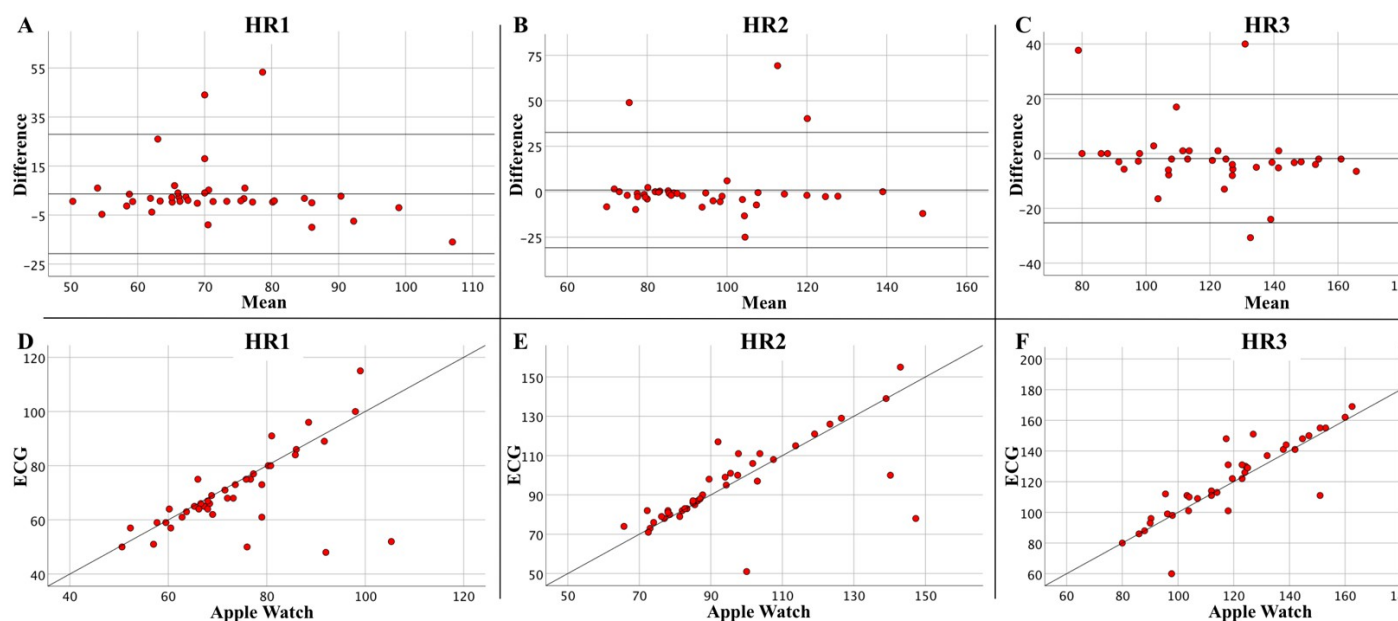 A HR1
55
35
15
−5
−25
Difference
50 60 70 80 90 100 110
Mean
B HR2
75
50
25
0
−25
Difference
60 80 100 120 140 160
Mean
C HR3
40
20
0
−20
−40
Difference
80 100 120 140 160
Mean
D HR1
120
100
80
60
40
ECG
40 60 80 100 120
Apple Watch
E HR2
150
130
110
90
70
50
ECG
50 70 90 110 130 150
Apple Watch
F HR3
200
180
160
140
120
100
80
60
ECG
60 80 100 120 140 160
Apple Watch